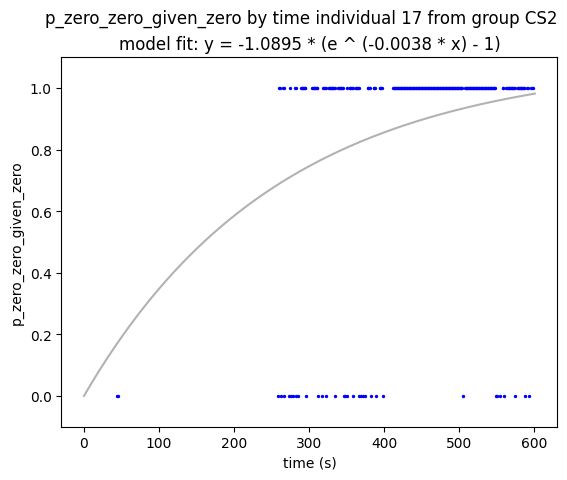 p_zero_zero_given_zero by time individual 17 from group CS2
model fit: y = -1.0895 * (e ^ (-0.0038 * x) - 1)
1.0
0.8
0.6
0.4
0.2
0.0
p_zero_zero_given_zero
0 100 200 300 400 500 600
time (s)